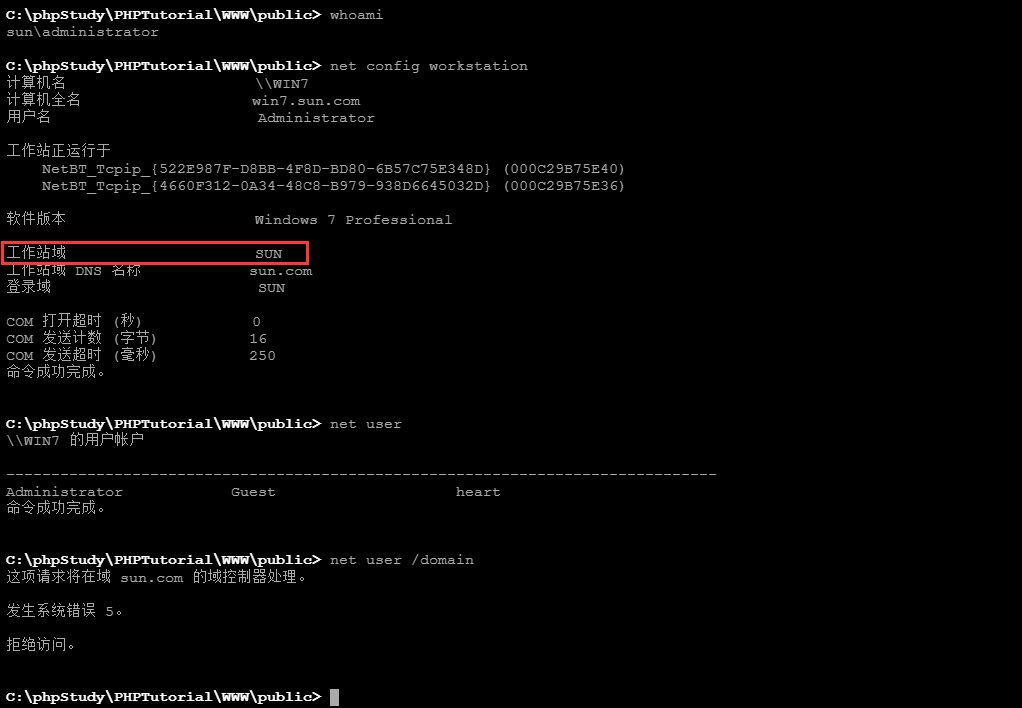 C:\phpStudy\PHPTutorial\WWW\public> whoami
sun\administrator
C:\phpStudy\PHPTutorial\WWW\public> net config workstation
计算机名 \\WIN7
计算机全名 win7.sun.com
用户名 Administrator
工作站正运行于
NetBT_Tcpip_{522E987F-D8BB-4F8D-BD80-6B57C75E348D} (000C29B75E40)
NetBT_Tcpip_{4660F312-0A34-48C8-B979-938D6645032D} (000C29B75E36)
软件版本 Windows 7 Professional
工作站域 SUN
工作站域 DNS 名称 sun.com
登录域 SUN
COM 打开超时 (秒) 0
COM 发送计数 (字节) 16
COM 发送超时 (毫秒) 250
命令成功完成。
C:\phpStudy\PHPTutorial\WWW\public> net user
\\WIN7 的用户帐户
-------------------------------------------------------------------------------
Administrator Guest heart
命令成功完成。
C:\phpStudy\PHPTutorial\WWW\public> net user /domain
这项请求将在域 sun.com 的域控制器处理。
发生系统错误 5。
拒绝访问。
C:\phpStudy\PHPTutorial\WWW\public>